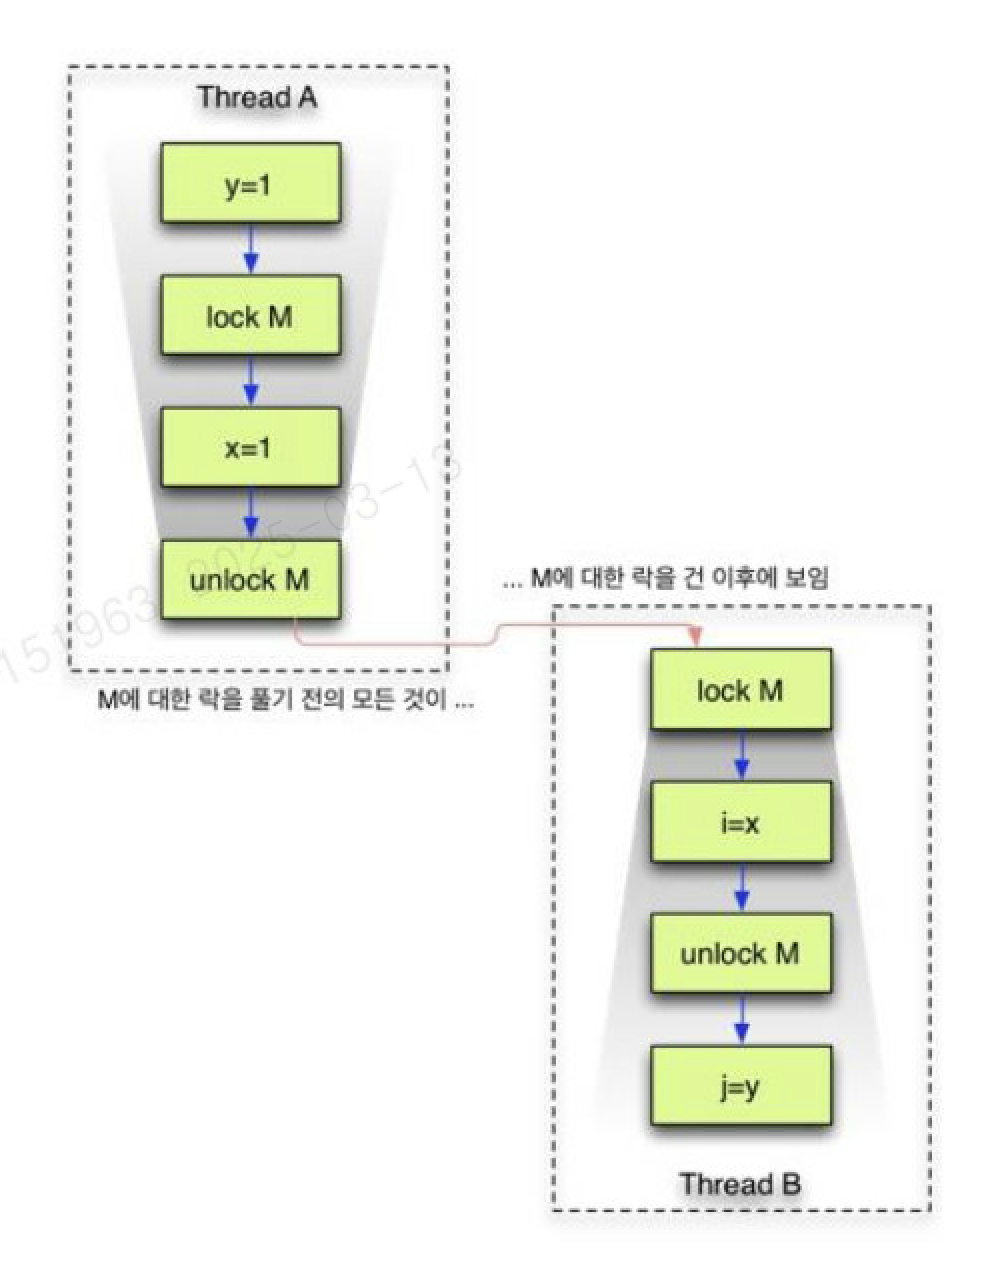 Thread A
y=1
lock M
x=1
unlock M
M에 대한 락을 풀기 전의 모든 것이 ...
... M에 대한 락을 건 이후에 보임
lock M
i=x
unlock M
j=y
Thread B
151963 2025-03-13